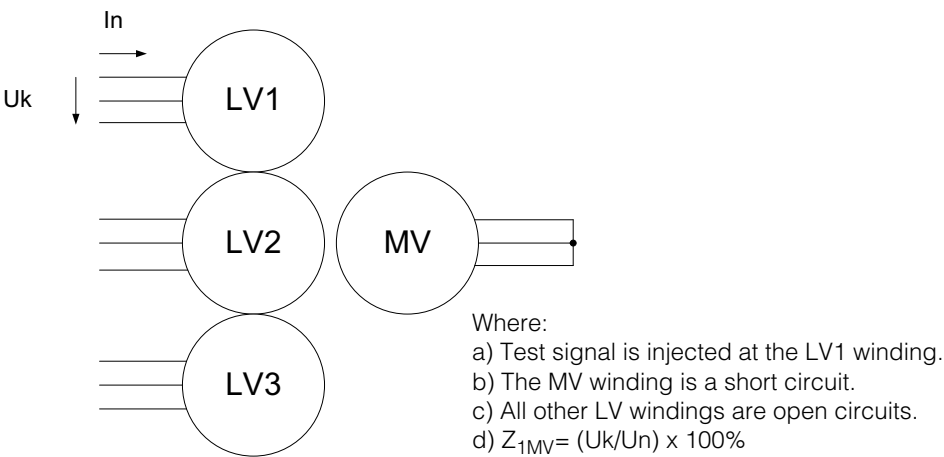 In
Uk
LV1
LV2
MV
LV3
Where:
a) Test signal is injected at the LV1 winding.
b) The MV winding is a short circuit.
c) All other LV windings are open circuits.
d) Z1MV= (Uk/Un) x 100%